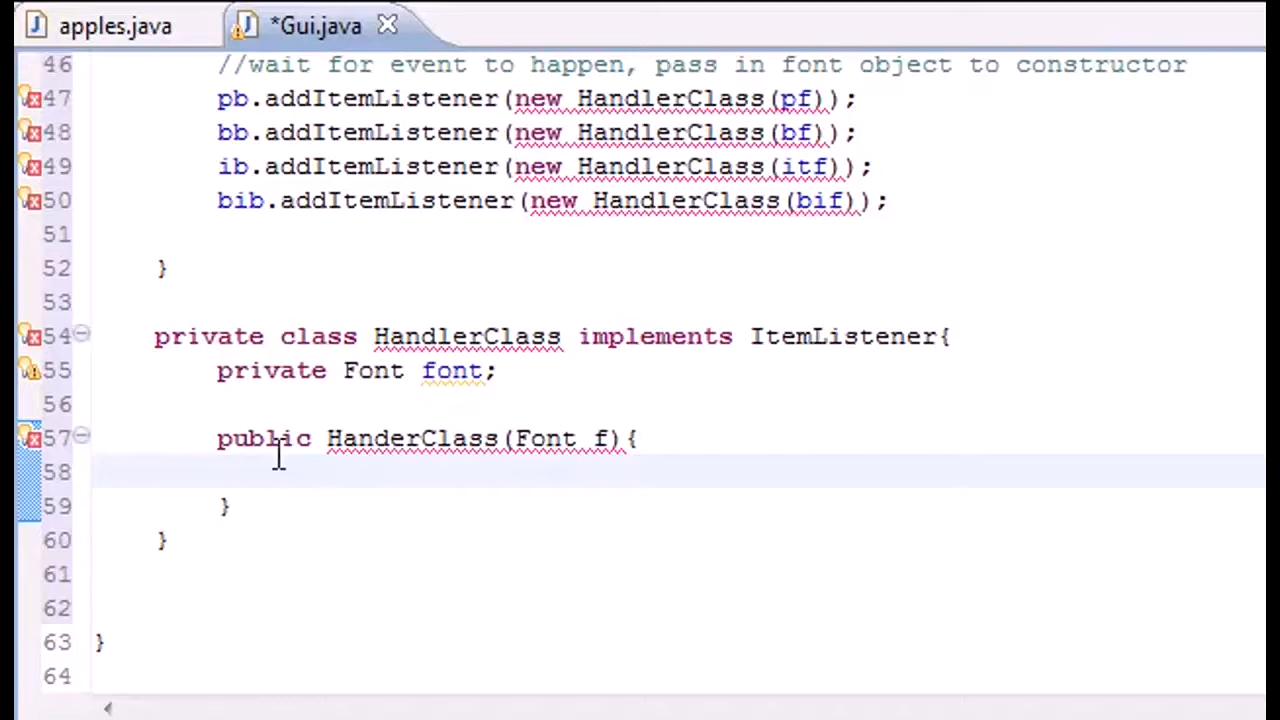 apples.java *Gui.java
46 //wait for event to happen, pass in font object to constructor
47 pb.addItemListener(new HandlerClass(pf));
48 bb.addItemListener(new HandlerClass(bf));
49 ib.addItemListener(new HandlerClass(itf));
50 bib.addItemListener(new HandlerClass(bif));
51
52 }
53
54 private class HandlerClass implements ItemListener{
55 private Font font;
56
57 public HanderClass(Font f){
58
59 }
60 }
61
62
63 }
64